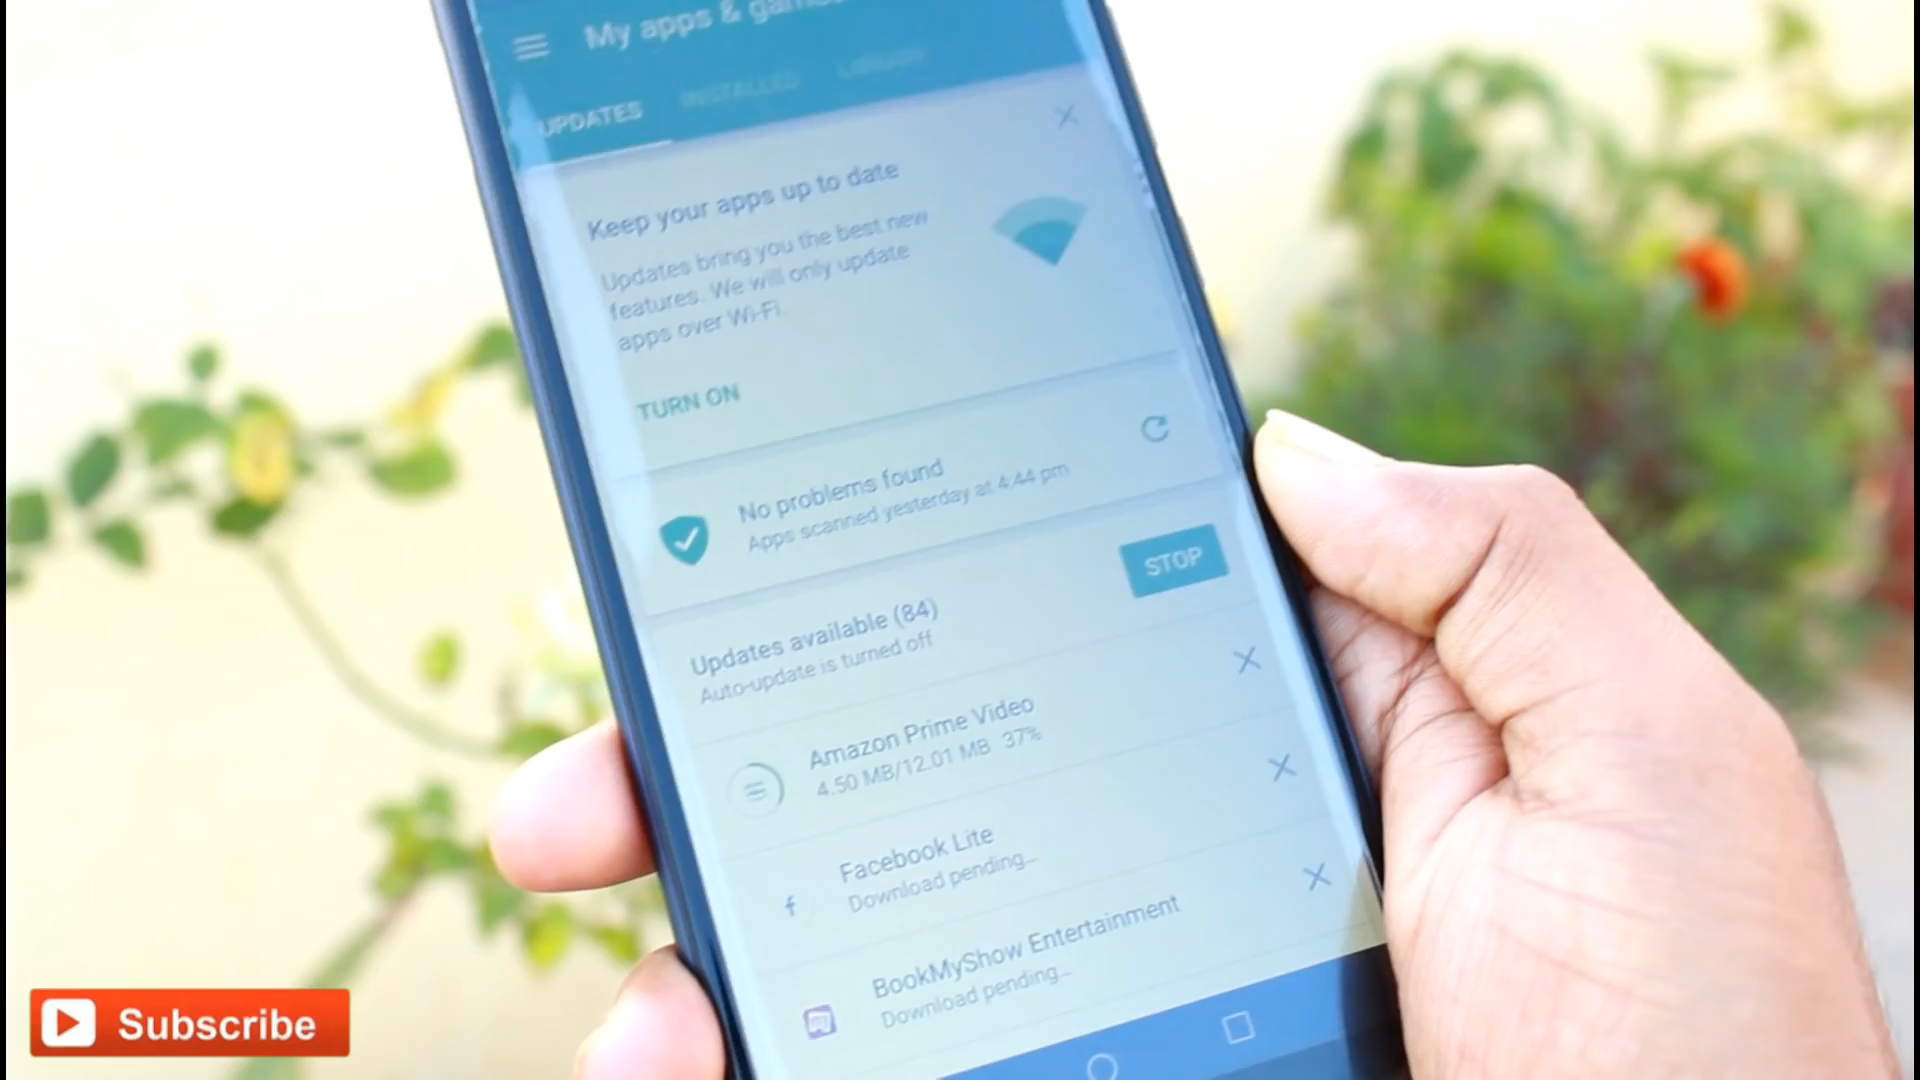 My apps & games
UPDATES
INSTALLED
LIBRARY
Keep your apps up to date
Updates bring you the best new
features. We will only update
apps over Wi-Fi.
TURN ON
No problems found
Apps scanned yesterday at 4:44 pm
STOP
Updates available (84)
Auto-update is turned off
Amazon Prime Video
4.50 MB/12.01 MB 37%
Facebook Lite
Download pending...
BookMyShow Entertainment
Download pending...
Subscribe